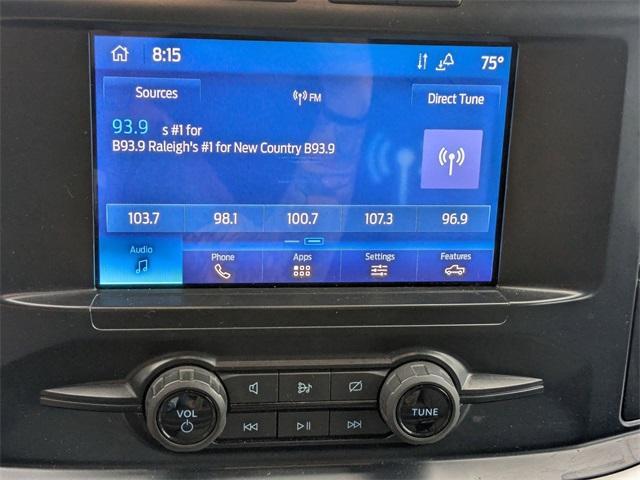 8:15
75°
Sources
FM
Direct Tune
93.9 s #1 for
B93.9 Raleigh's #1 for New Country B93.9
103.7 98.1 100.7 107.3 96.9
Audio Phone Apps Settings Features
VOL
TUNE